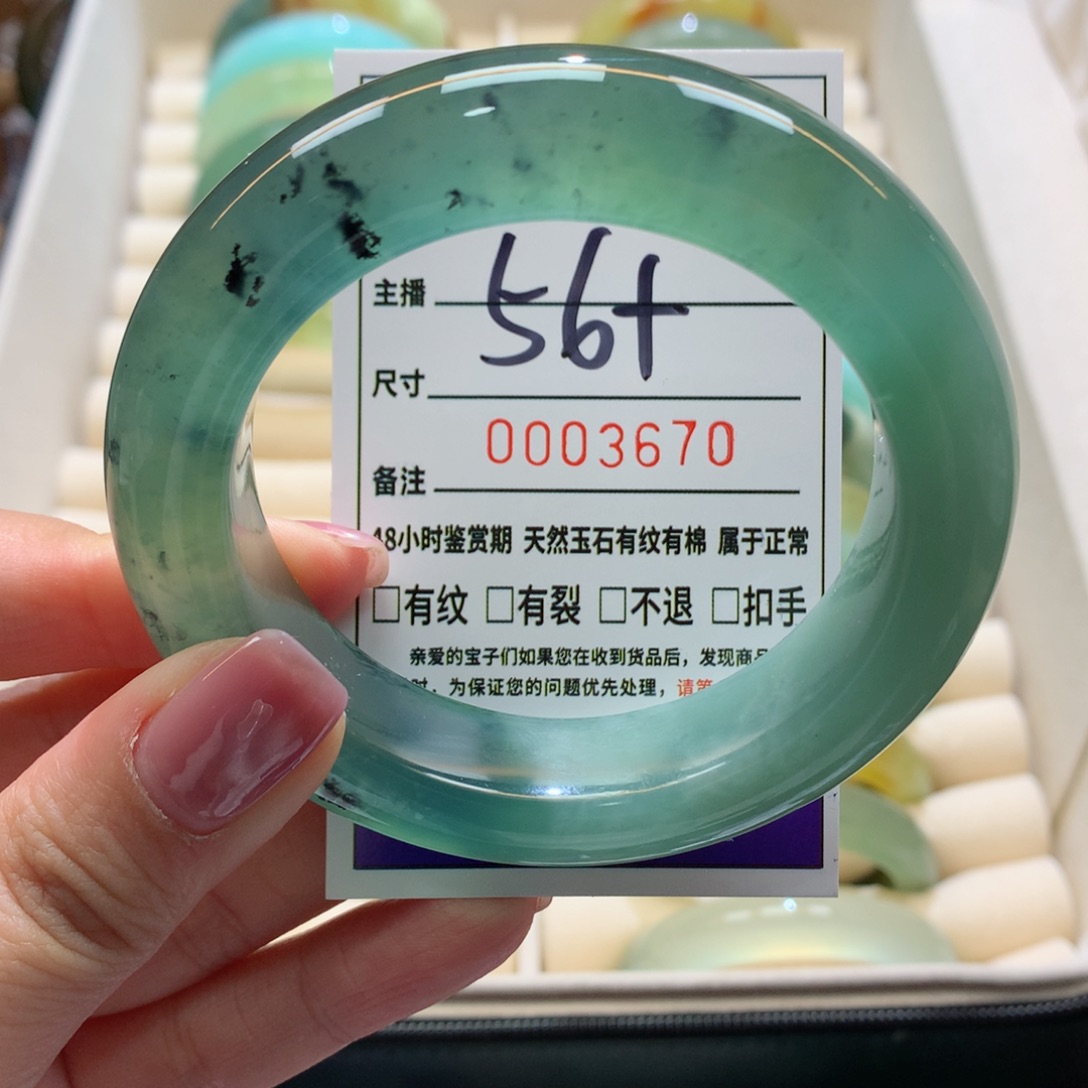 主播
56+
尺寸
0003670
备注
48小时鉴赏期 天然玉石有纹有棉 属于正常
□有纹 □有裂 □不退 □扣手
亲爱的宝子们如果您在收到货品后，发现商品
时，为保证您的问题优先处理，请第